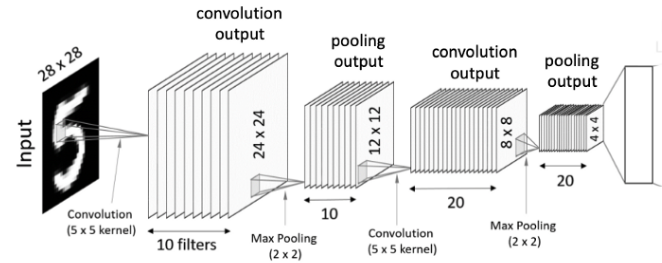 convolution
output
pooling
output
convolution
output
pooling
output
28 x 28
Input
24 x 24
12 x 12
8 x 8
4 x 4
Convolution
(5 x 5 kernel)
10 filters
Max Pooling
(2 x 2)
10
Convolution
(5 x 5 kernel)
20
Max Pooling
(2 x 2)
20